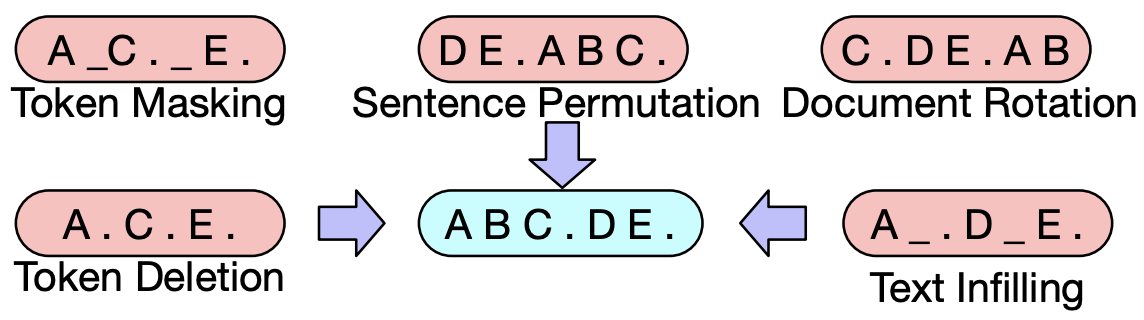 A _C . _ E .
D E . A B C .
C . D E . A B
Token Masking
Sentence Permutation
Document Rotation
A . C . E .
A B C . D E .
A _ . D _ E .
Token Deletion
Text Infilling